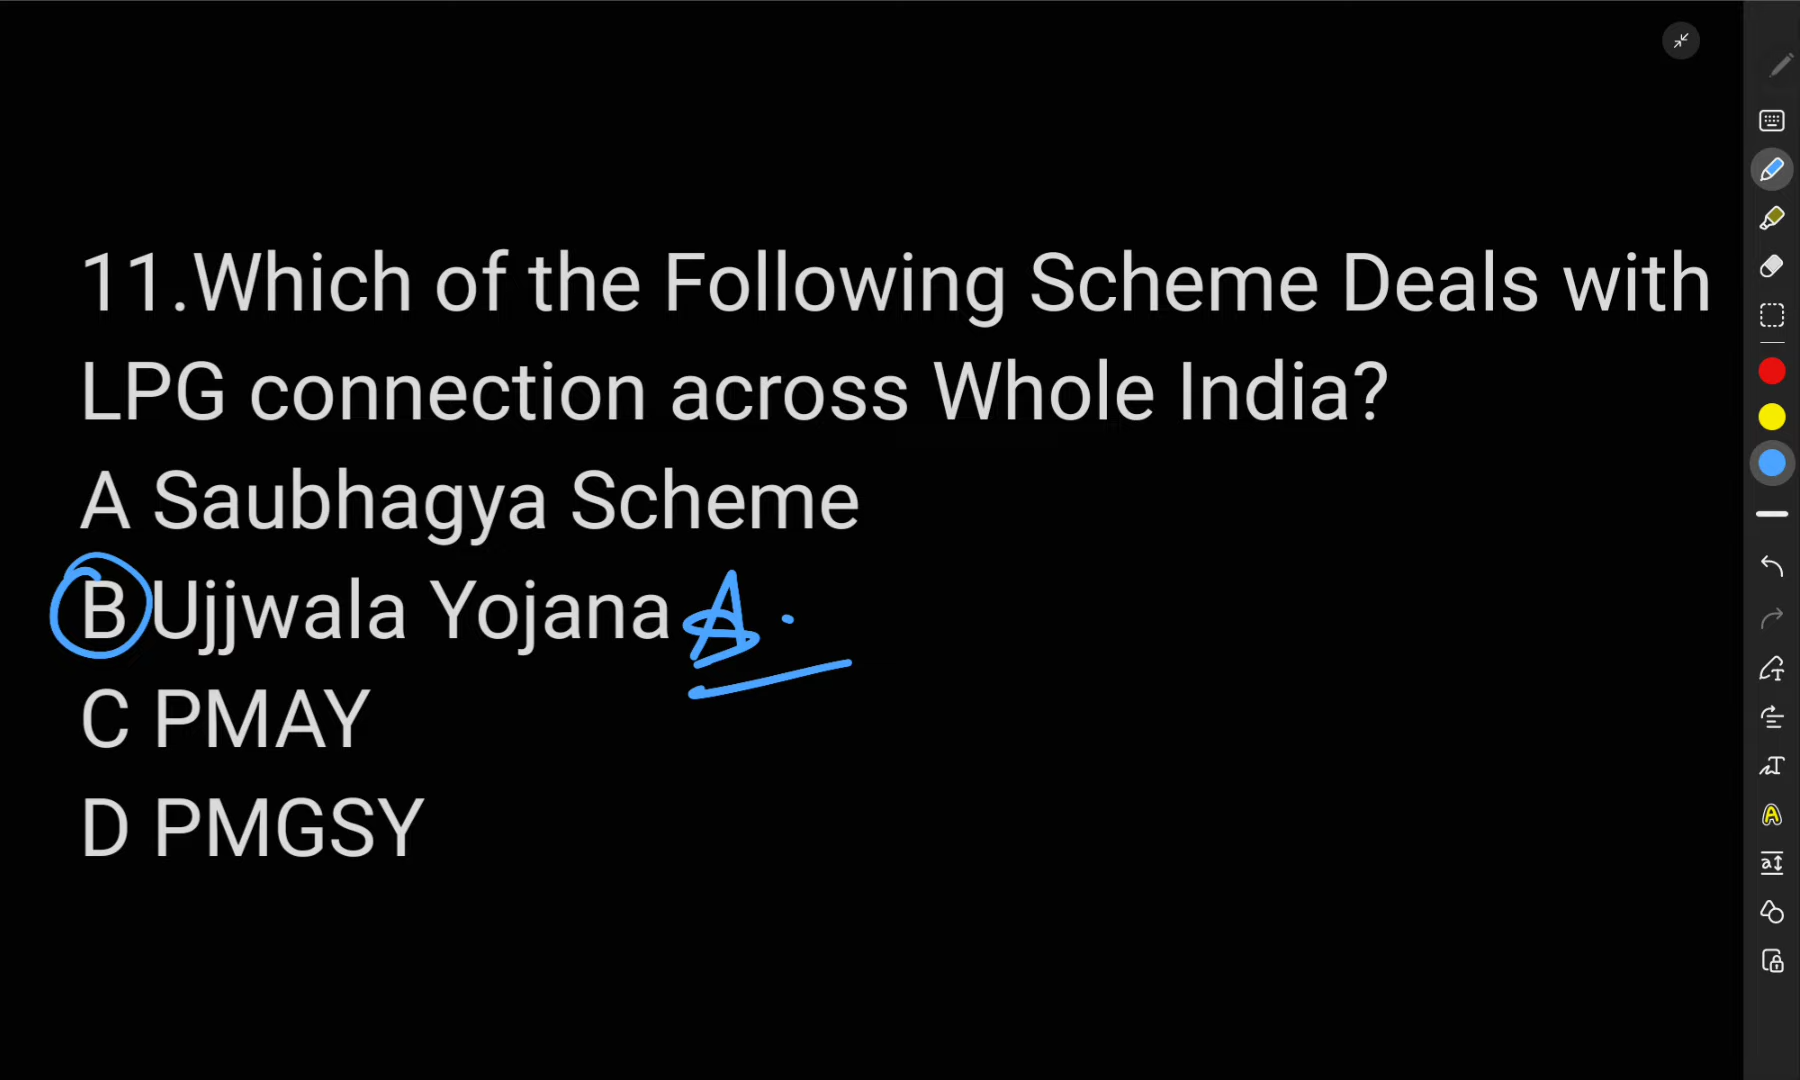 11.Which of the Following Scheme Deals with
LPG connection across Whole India?
A Saubhagya Scheme
B Ujjwala Yojana A.
C PMAY
D PMGSY